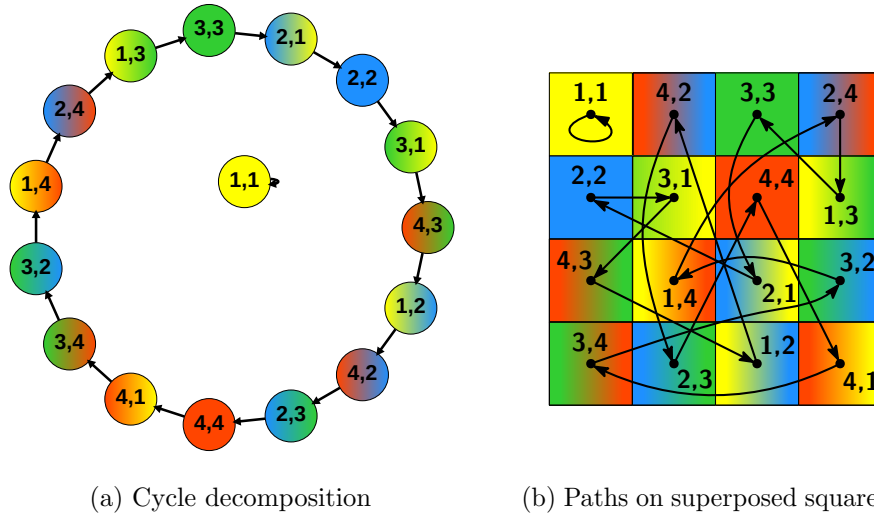 3,3
1,3
2,1
2,4
2,2
1,4
3,1
1,1
3,2
4,3
3,4
1,2
4,1
4,2
4,4
2,3
1,1 4,2 3,3 2,4
2,2 3,1 4,4 1,3
4,3 1,4 2,1 3,2
3,4 2,3 1,2 4,1
(a) Cycle decomposition
(b) Paths on superposed square